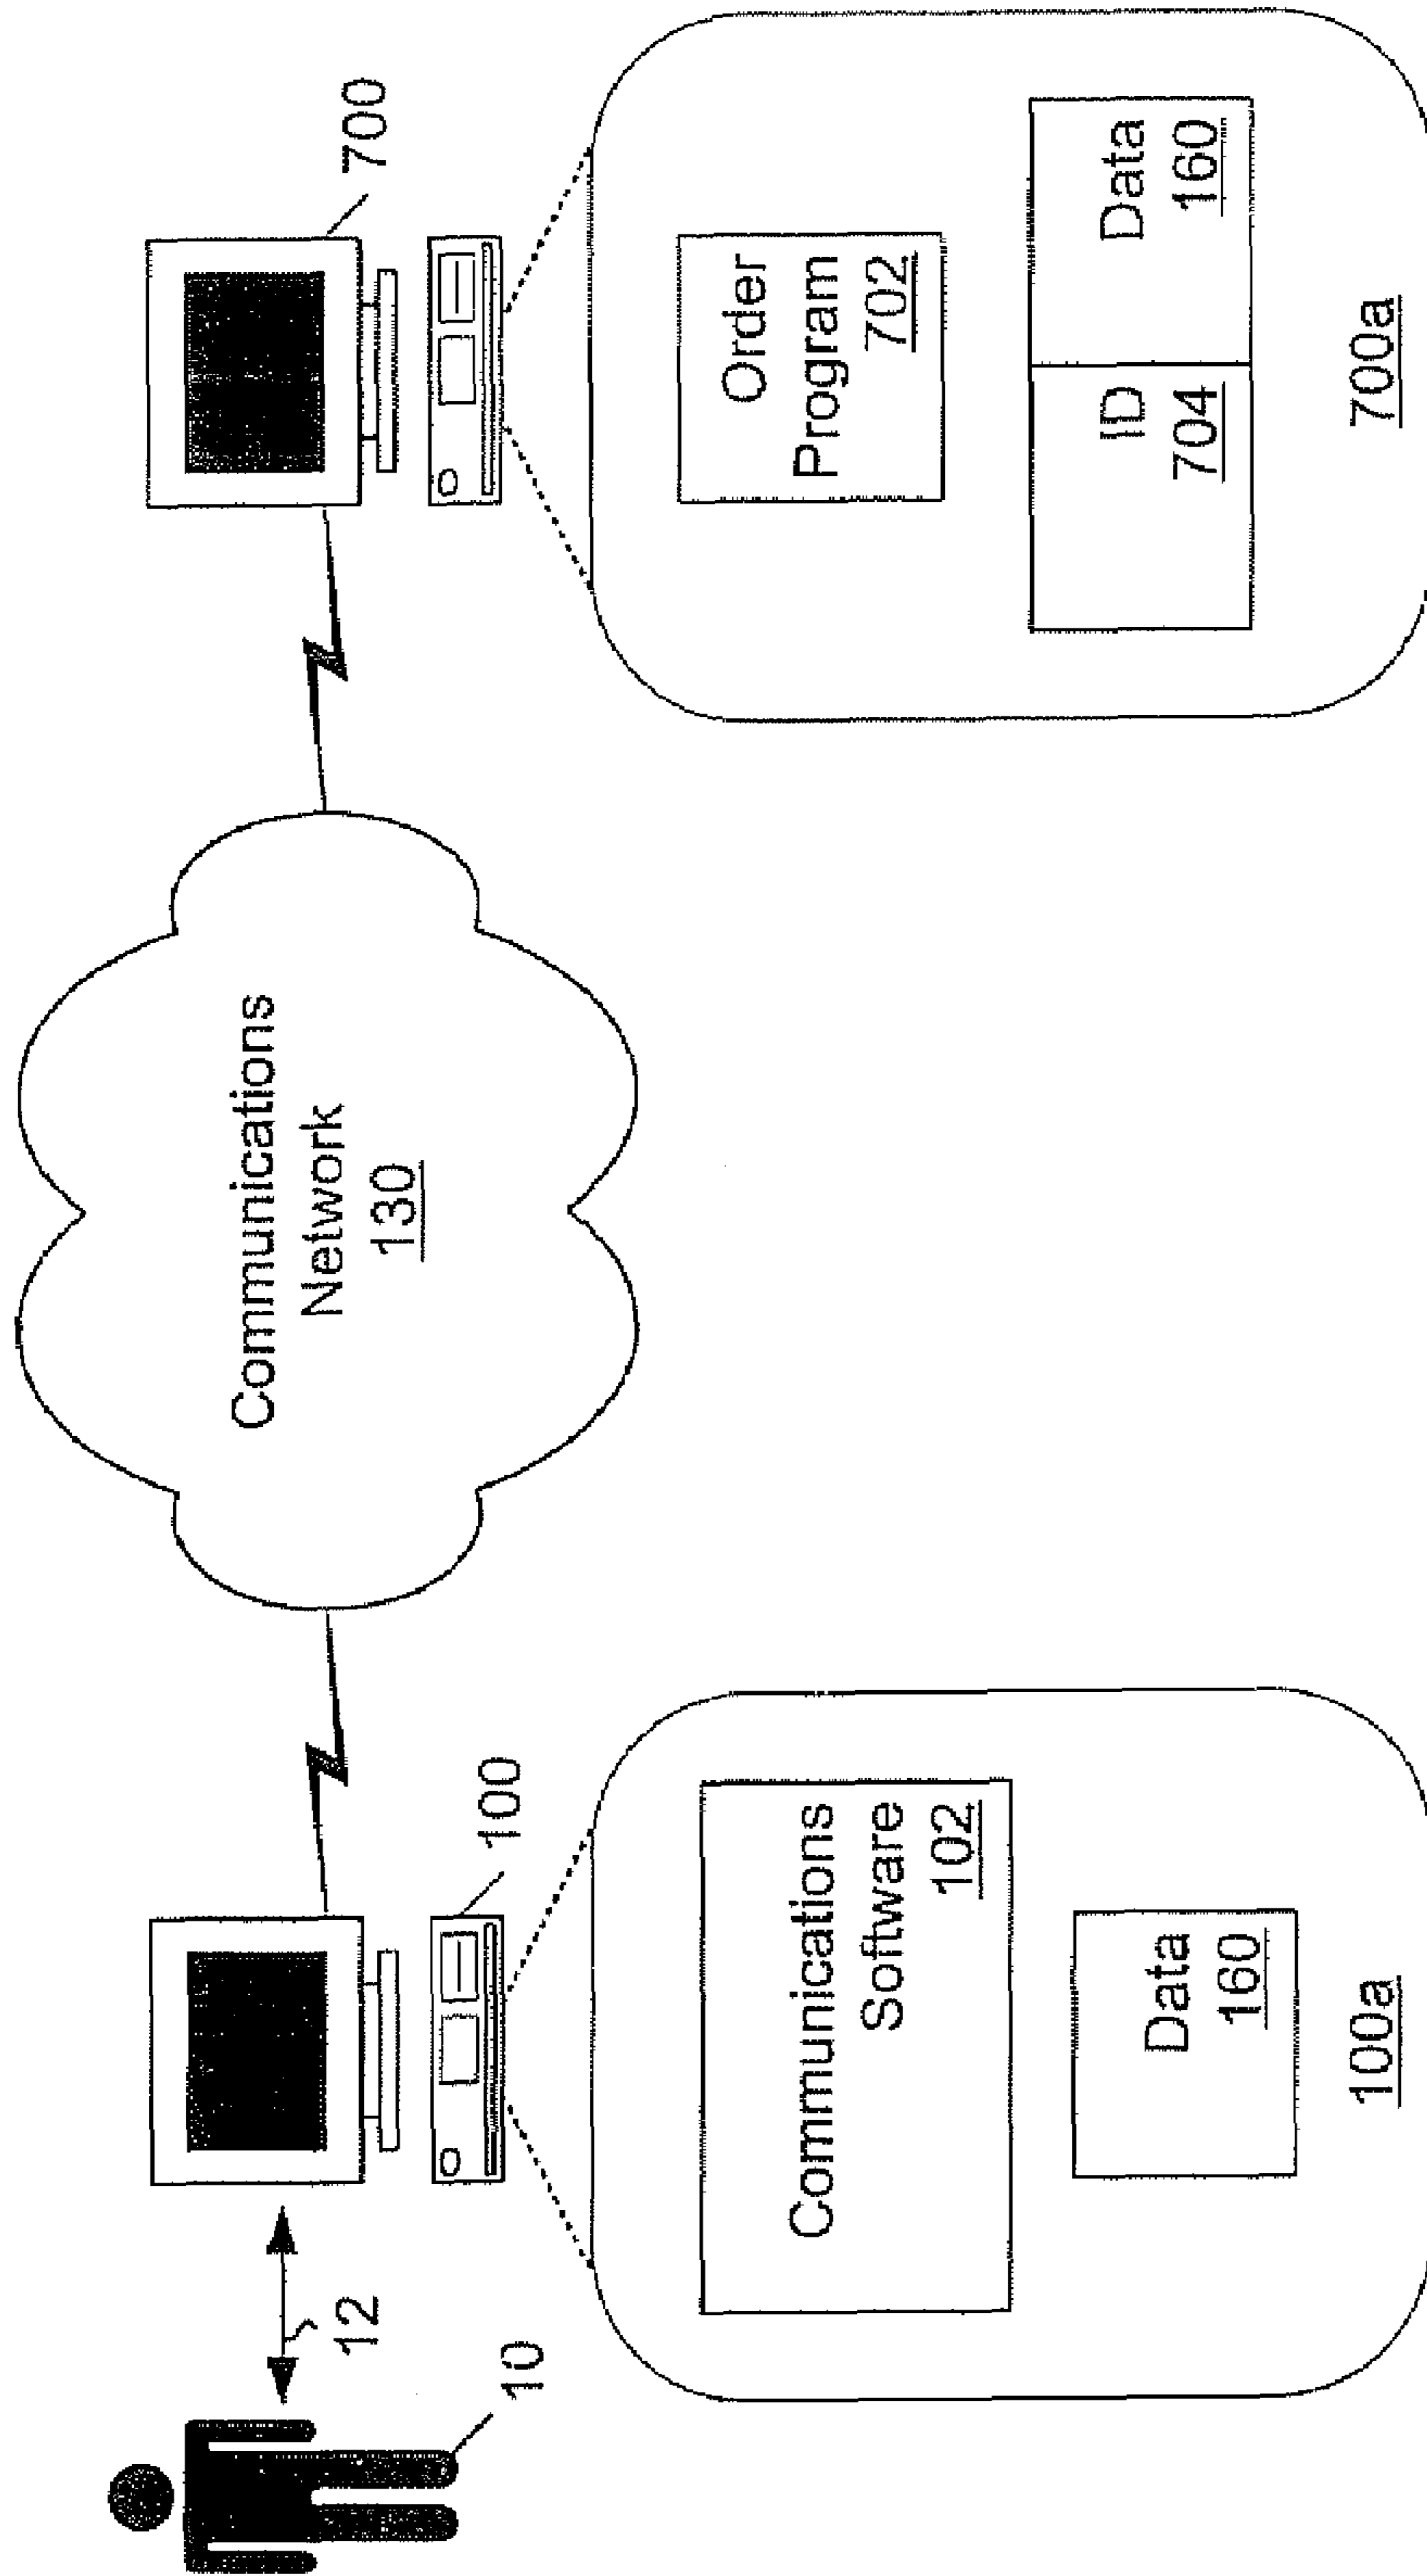 10
12
100
Communications
Software
102
Data
160
100a
Communications
Network
130
700
Order
Program
702
ID
704
Data
160
700a